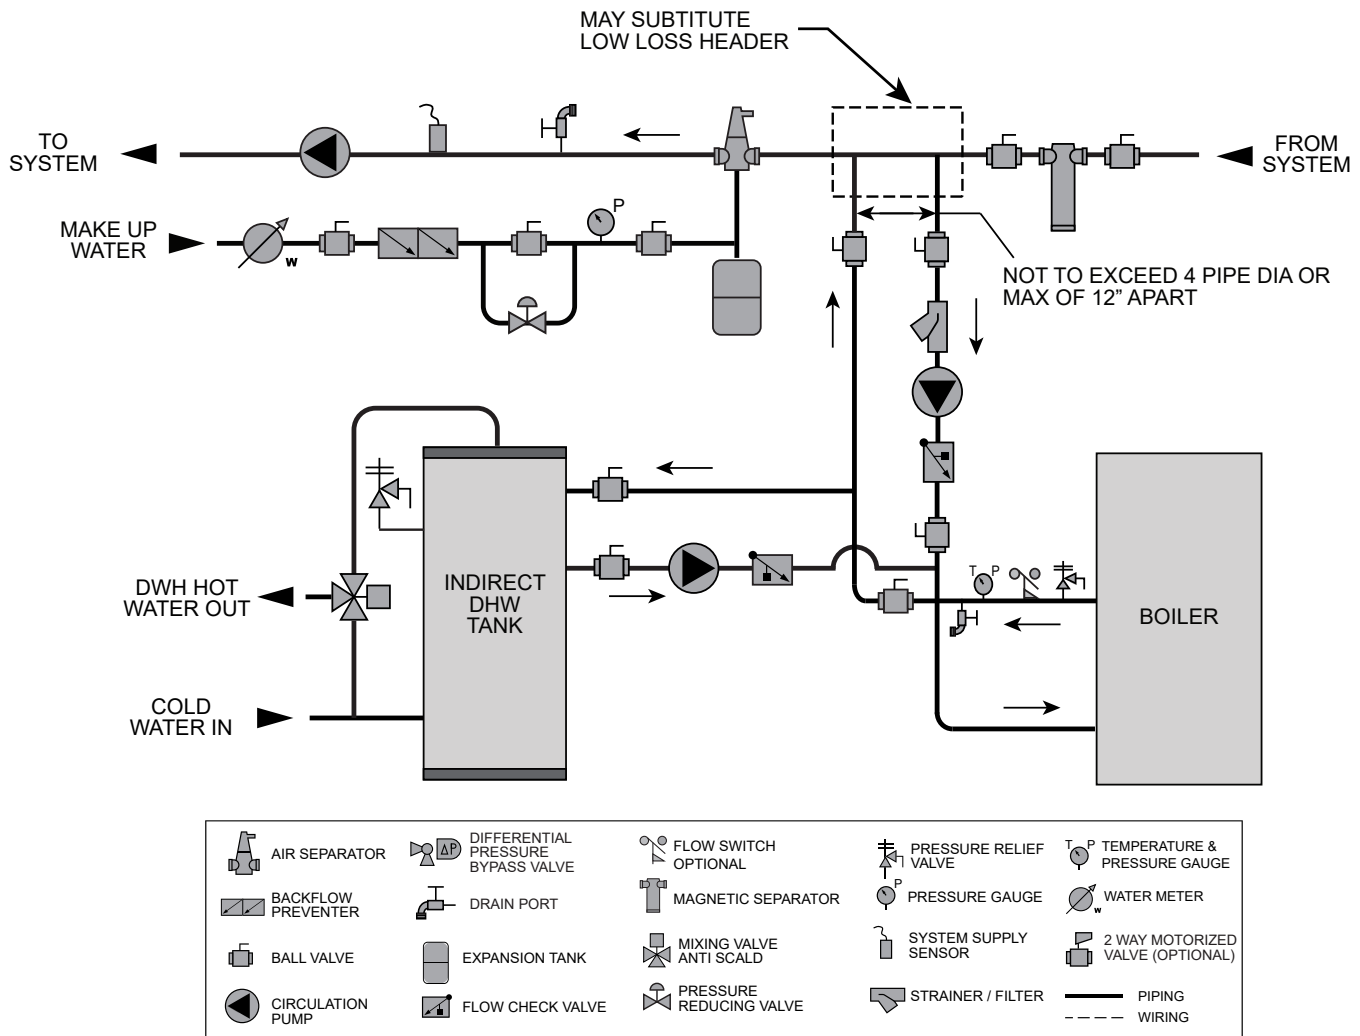 MAY SUBTITUTE
LOW LOSS HEADER
TO
SYSTEM
FROM
SYSTEM
MAKE UP
WATER
W
P
NOT TO EXCEED 4 PIPE DIA OR
MAX OF 12” APART
INDIRECT
DHW
TANK
DWH HOT
WATER OUT
COLD
WATER IN
T P
BOILER
AIR SEPARATOR
BACKFLOW
PREVENTER
BALL VALVE
CIRCULATION
PUMP
ΔP
DIFFERENTIAL
PRESSURE
BYPASS VALVE
DRAIN PORT
EXPANSION TANK
FLOW CHECK VALVE
FLOW SWITCH
OPTIONAL
MAGNETIC SEPARATOR
MIXING VALVE
ANTI SCALD
PRESSURE
REDUCING VALVE
PRESSURE RELIEF
VALVE
P
PRESSURE GAUGE
SYSTEM SUPPLY
SENSOR
STRAINER / FILTER
T P
TEMPERATURE &
PRESSURE GAUGE
W
WATER METER
2 WAY MOTORIZED
VALVE (OPTIONAL)
PIPING
WIRING